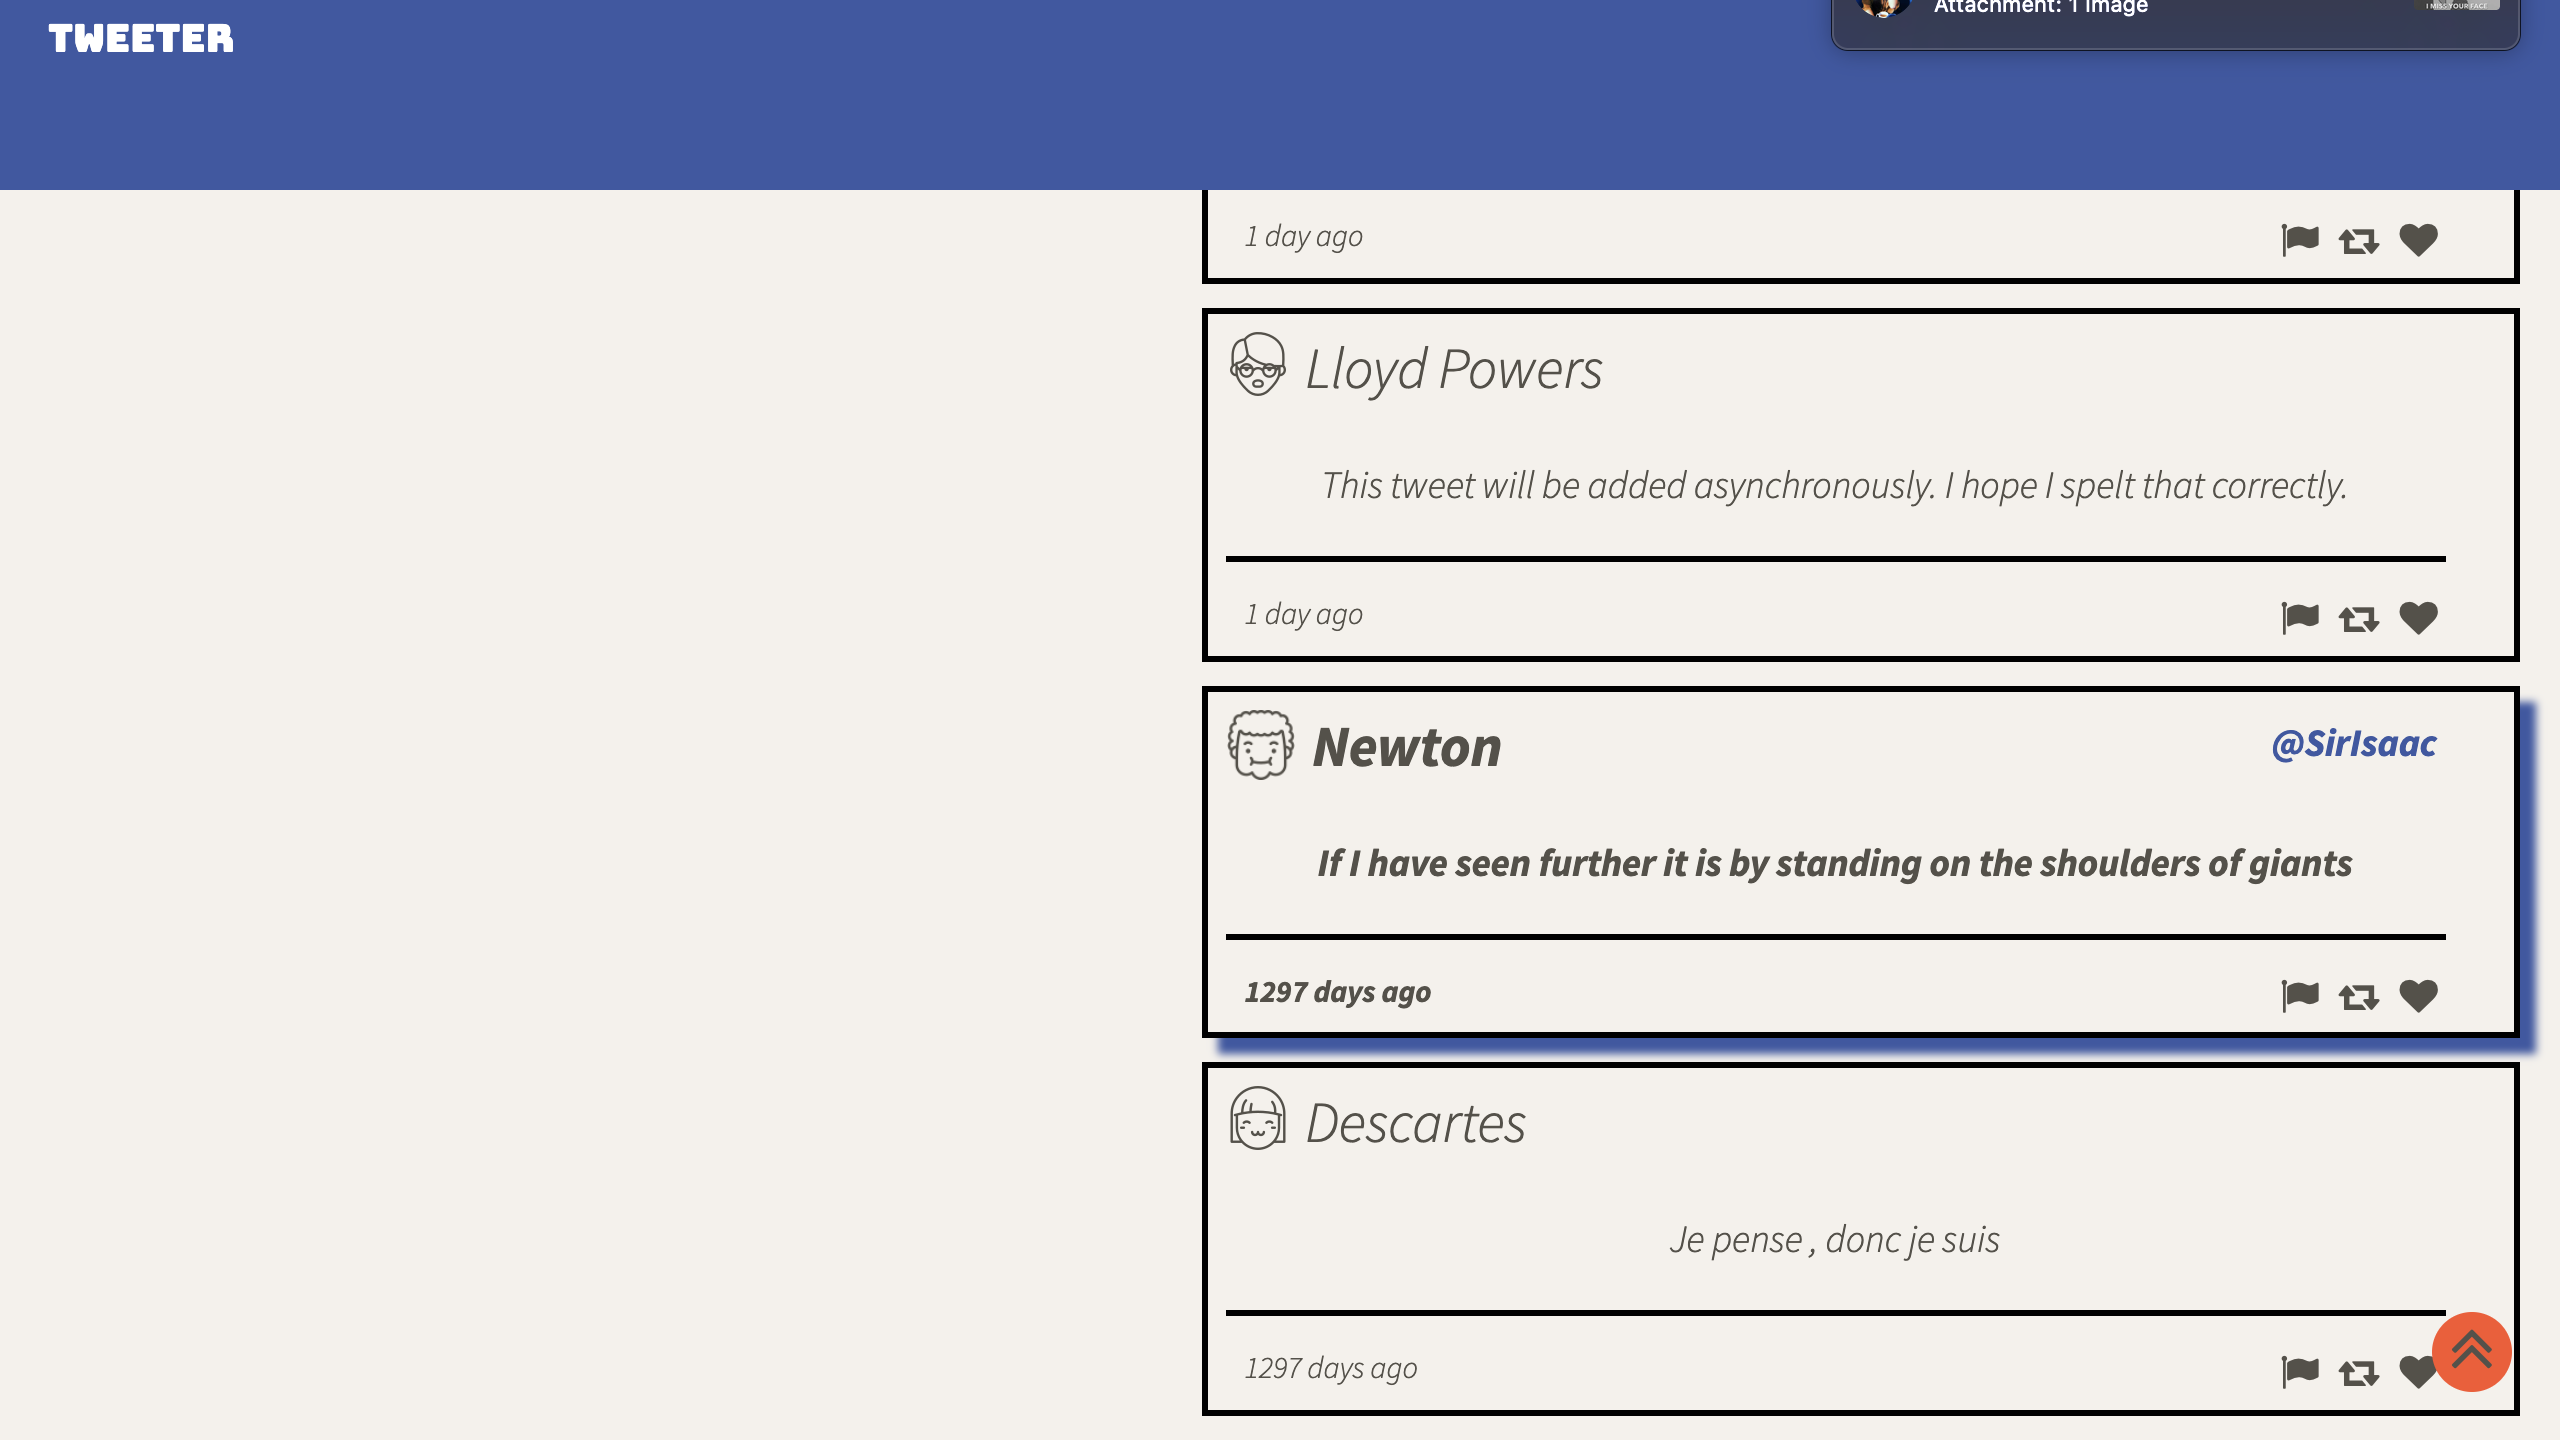 TWEETER
Attachment: 1 image
I MISS YOUR FACE
1 day ago
Lloyd Powers
This tweet will be added asynchronously. I hope I spelt that correctly.
1 day ago
Newton
@SirIsaac
If I have seen further it is by standing on the shoulders of giants
1297 days ago
Descartes
Je pense , donc je suis
1297 days ago